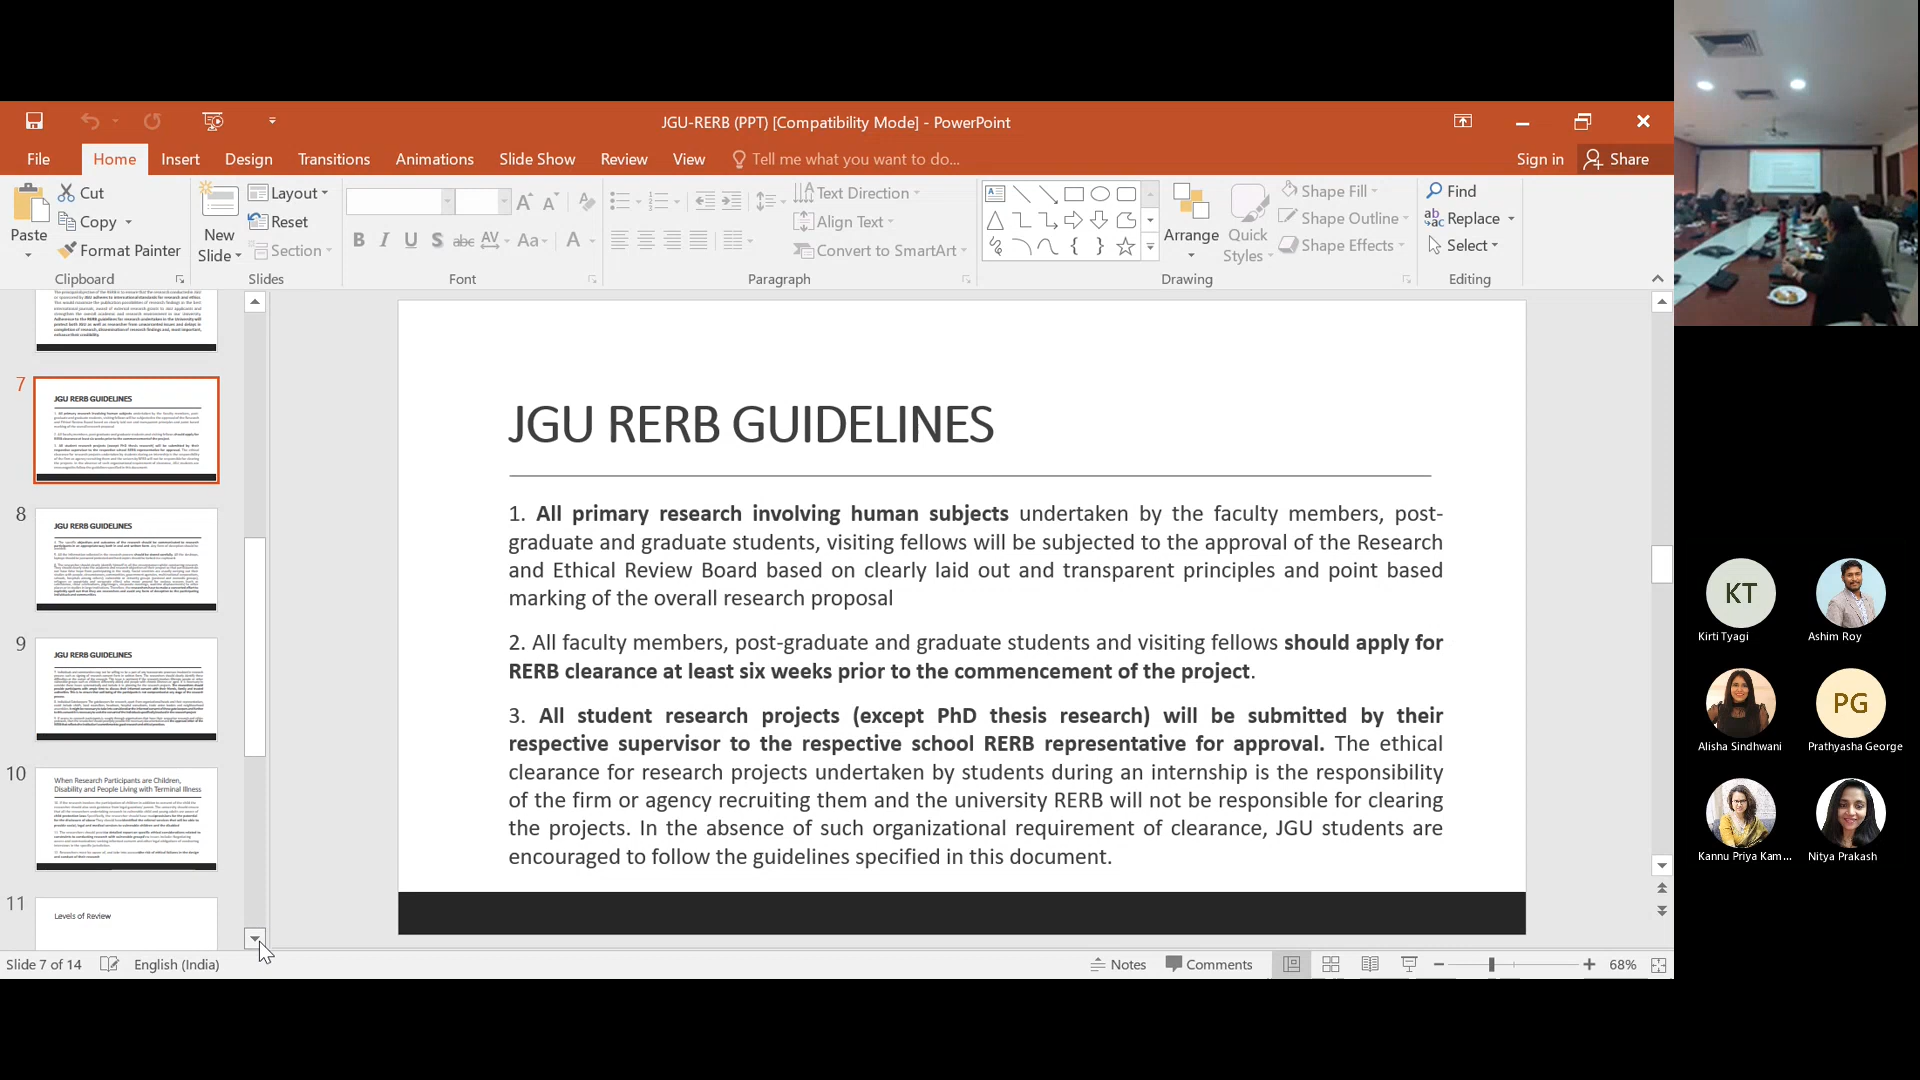 JGU-RERB (PPT) [Compatibility Mode] - PowerPoint
File Home Insert Design Transitions Animations Slide Show Review View Tell me what you want to do... Sign in Share
Paste
Cut
Copy
Format Painter
Clipboard
New
Slide
Layout
Reset
Section
Slides
B I U S abc AV Aa A
Font
Text Direction
Align Text
Convert to SmartArt
Paragraph
Arrange
Quick
Styles
Shape Fill
Shape Outline
Shape Effects
Drawing
Find
Replace
Select
Editing
7
JGU RERB GUIDELINES
8
JGU RERB GUIDELINES
9
JGU RERB GUIDELINES
10
When Research Participants are Children,
Disability and People Living with Terminal Illness
11
Levels of Review
JGU RERB GUIDELINES
1. All primary research involving human subjects undertaken by the faculty members, post-
graduate and graduate students, visiting fellows will be subjected to the approval of the Research
and Ethical Review Board based on clearly laid out and transparent principles and point based
marking of the overall research proposal
2. All faculty members, post-graduate and graduate students and visiting fellows should apply for
RERB clearance at least six weeks prior to the commencement of the project.
3. All student research projects (except PhD thesis research) will be submitted by their
respective supervisor to the respective school RERB representative for approval. The ethical
clearance for research projects undertaken by students during an internship is the responsibility
of the firm or agency recruiting them and the university RERB will not be responsible for clearing
the projects. In the absence of such organizational requirement of clearance, JGU students are
encouraged to follow the guidelines specified in this document.
Slide 7 of 14 English (India) Notes Comments 68%
KT
Kirti Tyagi
Ashim Roy
Alisha Sindhwani
PG
Prathyasha George
Kannu Priya Kam...
Nitya Prakash